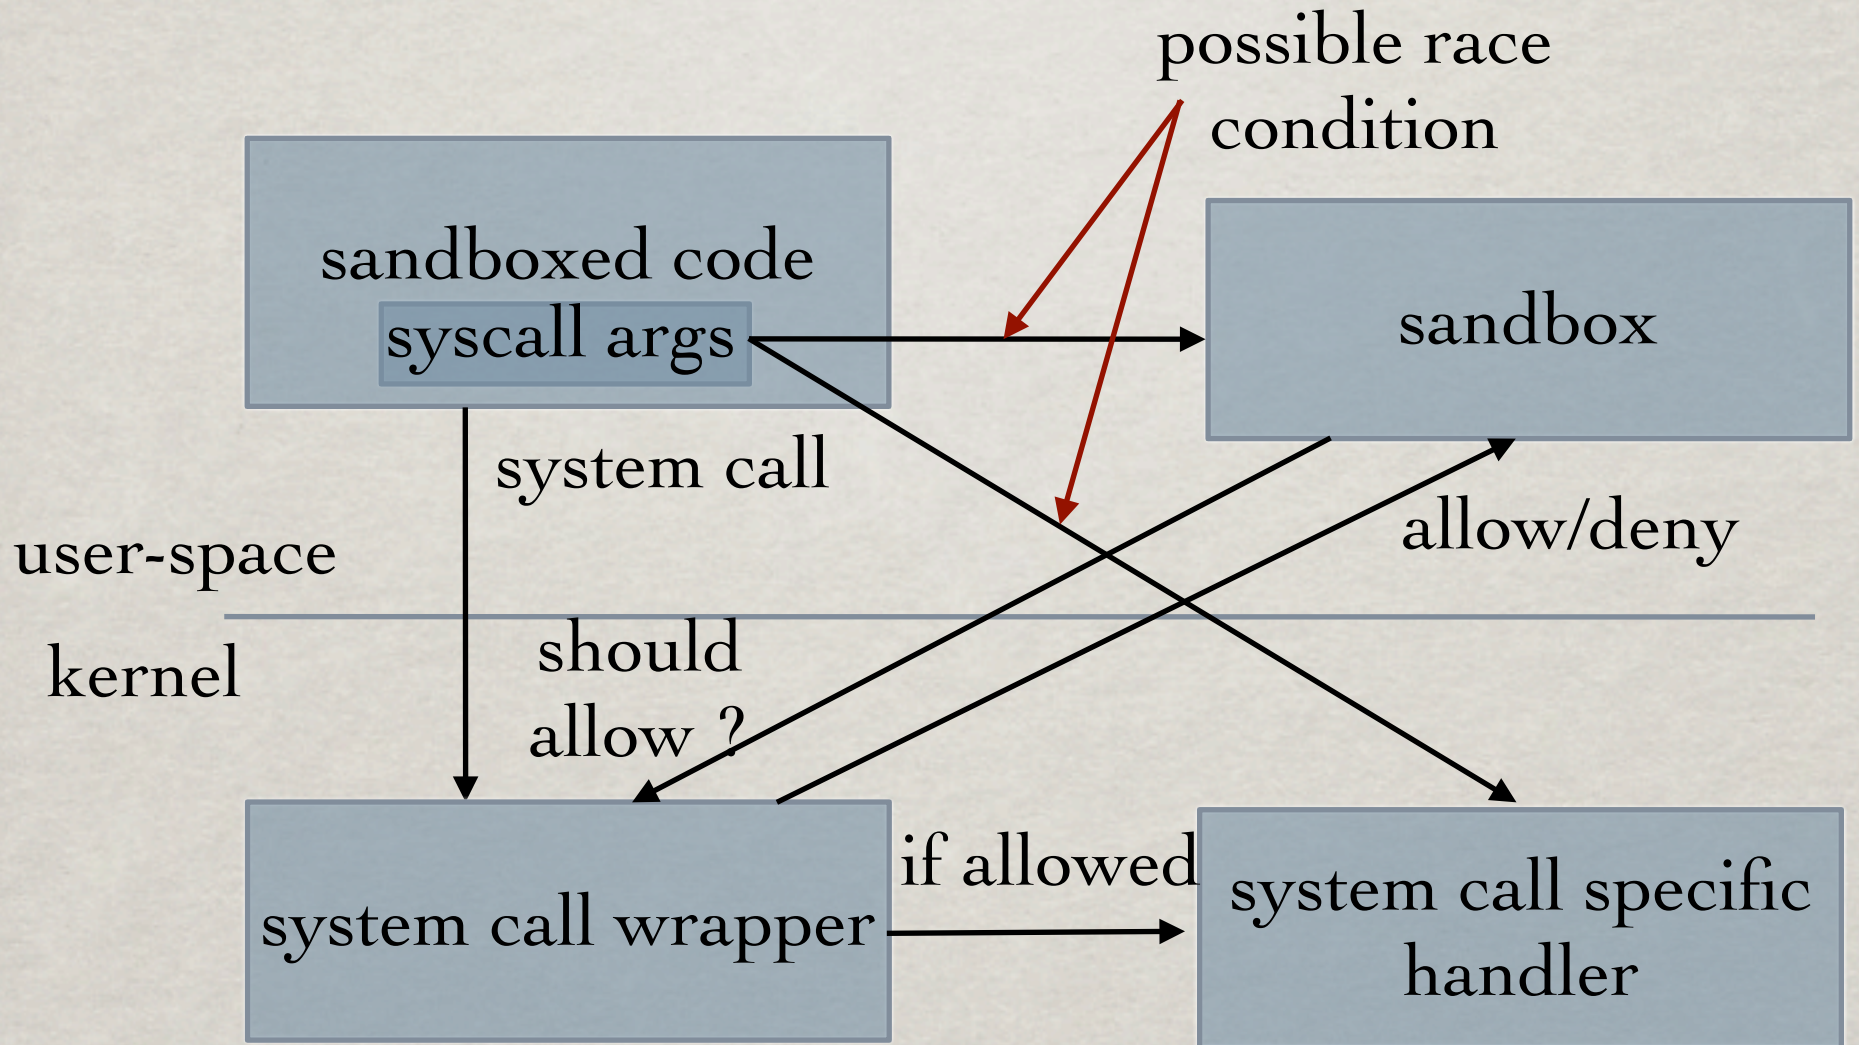 possible race
condition
sandboxed code
syscall args
sandbox
system call
allow/deny
user-space
kernel
should
allow ?
if allowed
system call wrapper
system call specific
handler